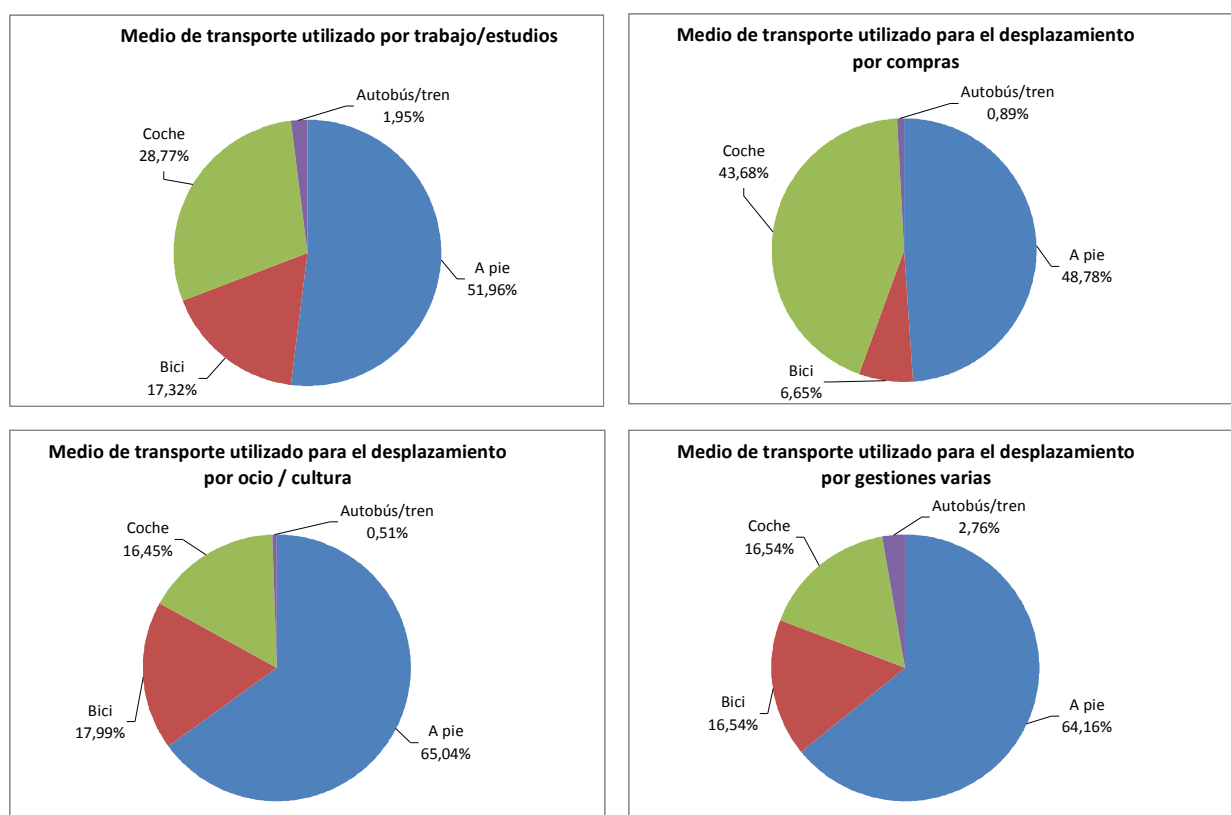 Medio de transporte utilizado por trabajo/estudios
Autobús/tren
1,95%
Coche
28,77%
A pie
51,96%
Bici
17,32%
Medio de transporte utilizado para el desplazamiento
por compras
Autobús/tren
0,89%
Coche
43,68%
A pie
48,78%
Bici
6,65%
Medio de transporte utilizado para el desplazamiento
por ocio / cultura
Autobús/tren
0,51%
Coche
16,45%
Bici
17,99%
A pie
65,04%
Medio de transporte utilizado para el desplazamiento
por gestiones varias
Autobús/tren
2,76%
Coche
16,54%
Bici
16,54%
A pie
64,16%